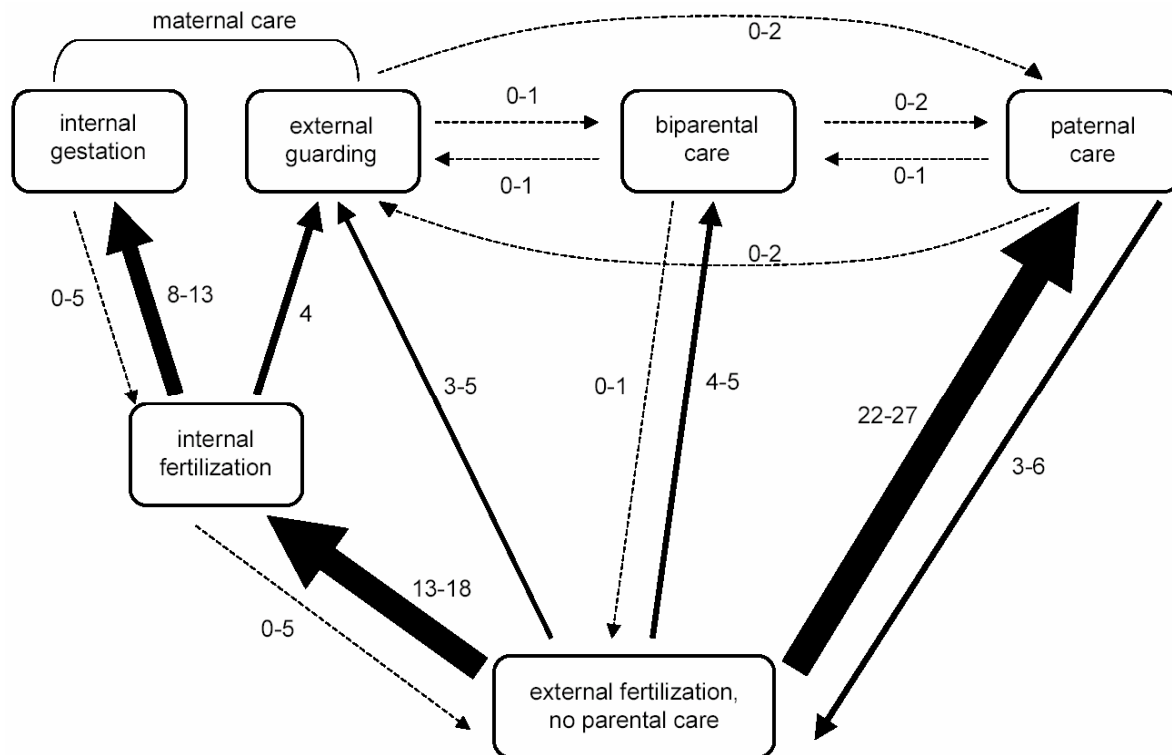 maternal care
0-2
internal
gestation
external
guarding
0-1
biparental
care
0-2
paternal
care
0-1
0-1
0-2
0-5
8-13
4
3-5
0-1
4-5
22-27
3-6
internal
fertilization
0-5
13-18
external fertilization,
no parental care